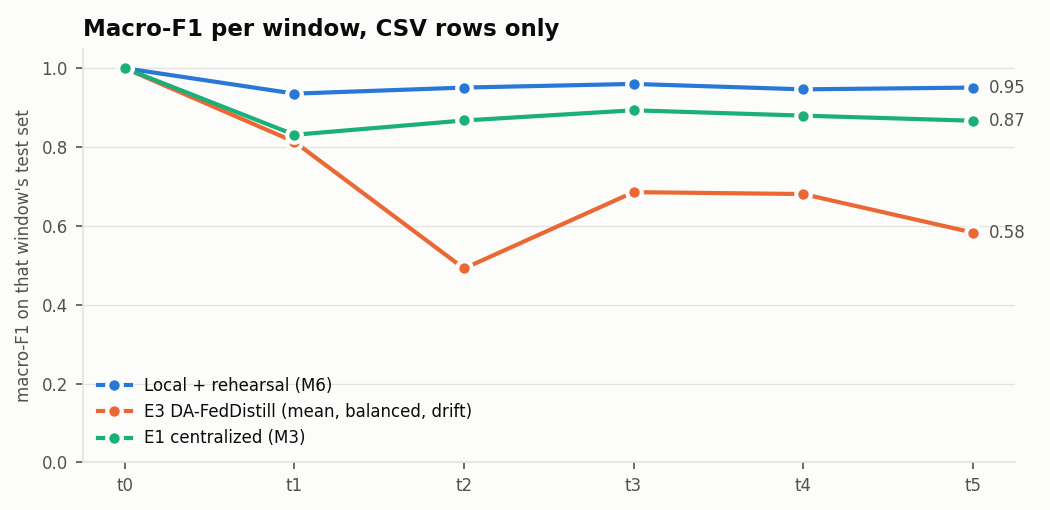 Macro-F1 per window, CSV rows only
macro-F1 on that window's test set
1.0
0.8
0.6
0.4
0.2
0.0
0.95
0.87
0.58
Local + rehearsal (M6)
E3 DA-FedDistill (mean, balanced, drift)
E1 centralized (M3)
t0
t1
t2
t3
t4
t5